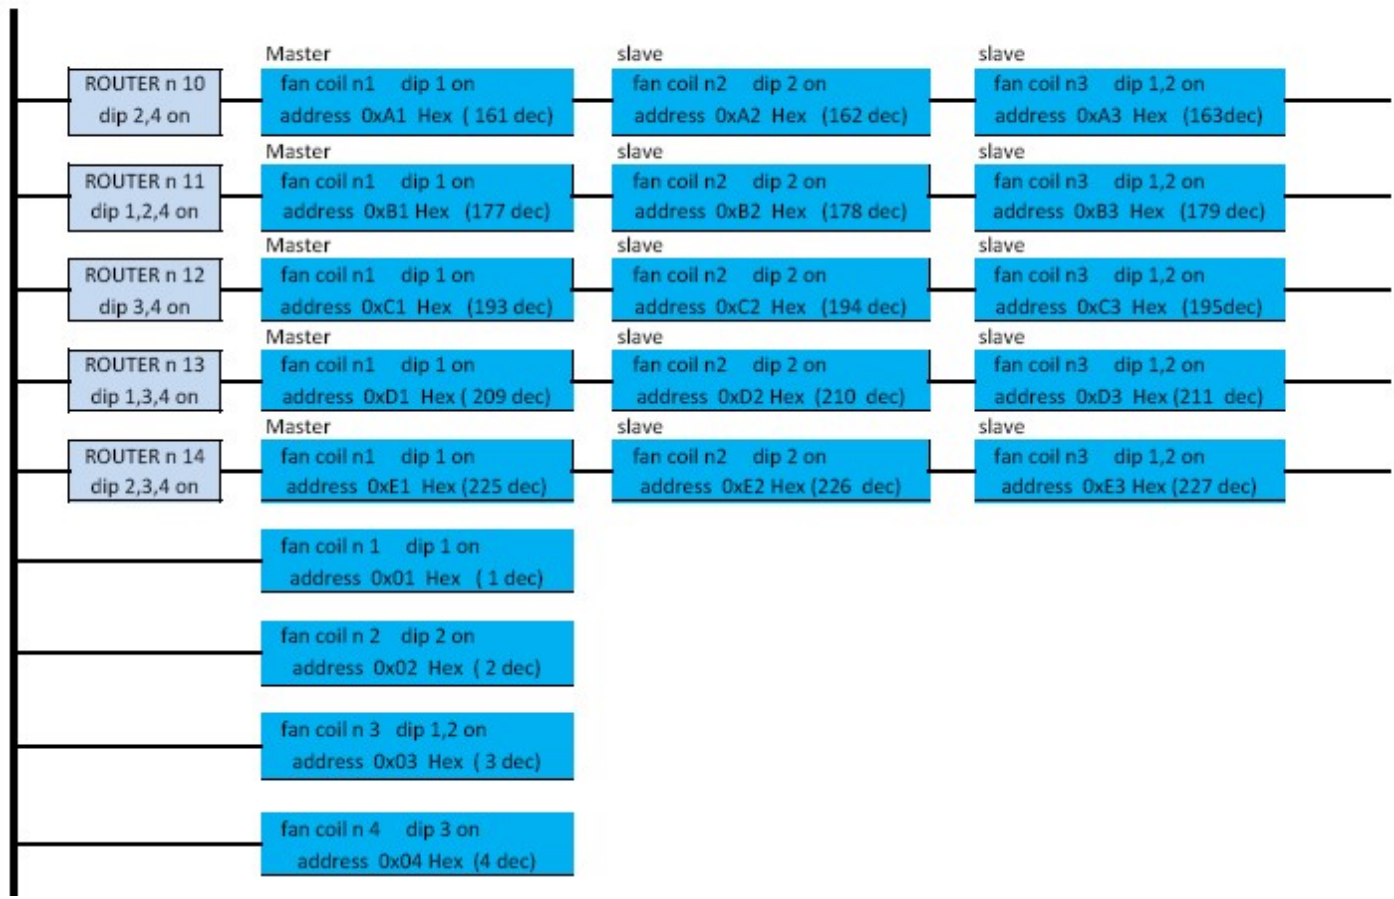 Master slave slave
ROUTER n 10 fan coil n1 dip 1 on fan coil n2 dip 2 on fan coil n3 dip 1,2 on
dip 2,4 on address 0xA1 Hex ( 161 dec) address 0xA2 Hex (162 dec) address 0xA3 Hex (163dec)
Master slave slave
ROUTER n 11 fan coil n1 dip 1 on fan coil n2 dip 2 on fan coil n3 dip 1,2 on
dip 1,2,4 on address 0xB1 Hex (177 dec) address 0xB2 Hex (178 dec) address 0xB3 Hex (179 dec)
Master slave slave
ROUTER n 12 fan coil n1 dip 1 on fan coil n2 dip 2 on fan coil n3 dip 1,2 on
dip 3,4 on address 0xC1 Hex (193 dec) address 0xC2 Hex (194 dec) address 0xC3 Hex (195dec)
Master slave slave
ROUTER n 13 fan coil n1 dip 1 on fan coil n2 dip 2 on fan coil n3 dip 1,2 on
dip 1,3,4 on address 0xD1 Hex ( 209 dec) address 0xD2 Hex (210 dec) address 0xD3 Hex (211 dec)
Master slave slave
ROUTER n 14 fan coil n1 dip 1 on fan coil n2 dip 2 on fan coil n3 dip 1,2 on
dip 2,3,4 on address 0xE1 Hex (225 dec) address 0xE2 Hex (226 dec) address 0xE3 Hex (227 dec)
fan coil n 1 dip 1 on
address 0x01 Hex ( 1 dec)
fan coil n 2 dip 2 on
address 0x02 Hex ( 2 dec)
fan coil n 3 dip 1,2 on
address 0x03 Hex ( 3 dec)
fan coil n 4 dip 3 on
address 0x04 Hex (4 dec)